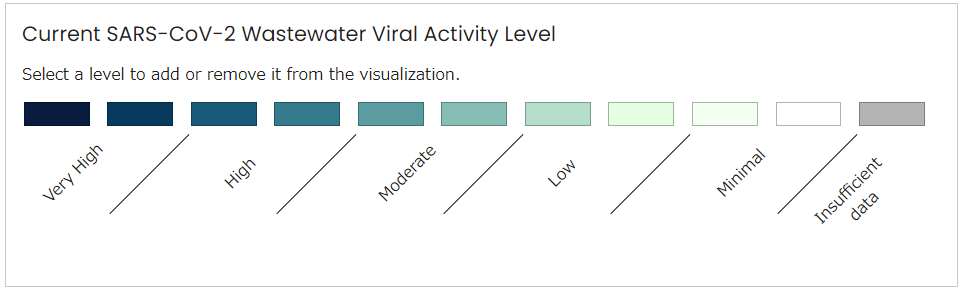 Current SARS-CoV-2 Wastewater Viral Activity Level
Select a level to add or remove it from the visualization.
Very High
High
Moderate
Low
Minimal
Insufficient
data